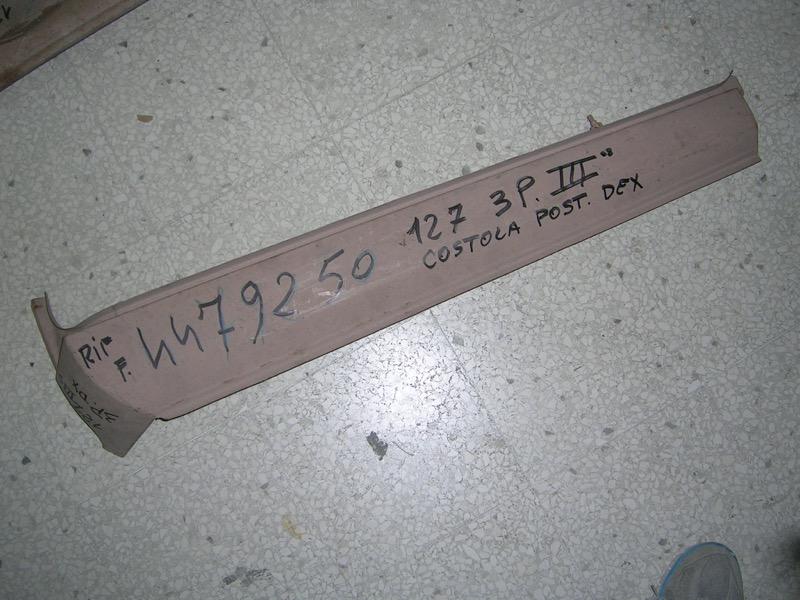 127 3P. III"
COSTOLA POST. DEX
Rif
F. 4479250